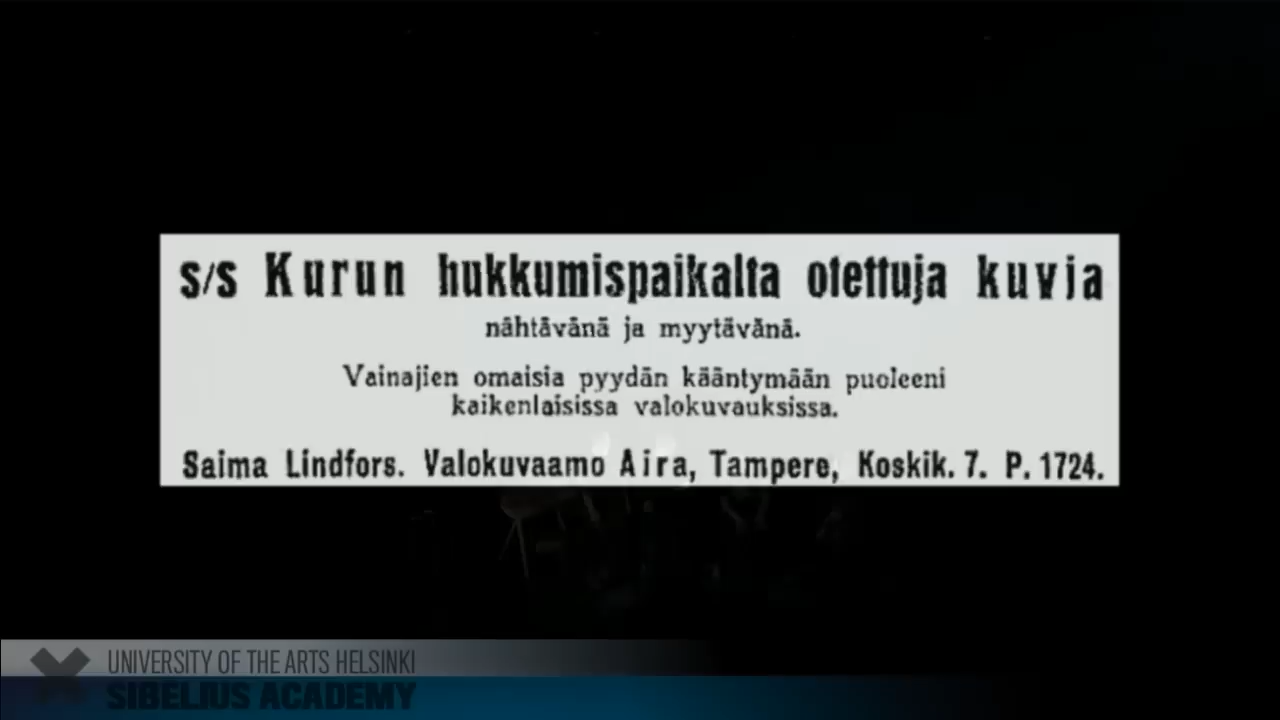 s/s Kurun hukkumispaikalta otettuja kuvia
nähtävänä ja myytävänä.
Vainajien omaisia pyydän kääntymään puoleeni
kaikenlaisissa valokuvauksissa.
Saima Lindfors. Valokuvaamo Aira, Tampere, Koskik. 7. P. 1724.
UNIVERSITY OF THE ARTS HELSINKI
SIBELIUS ACADEMY